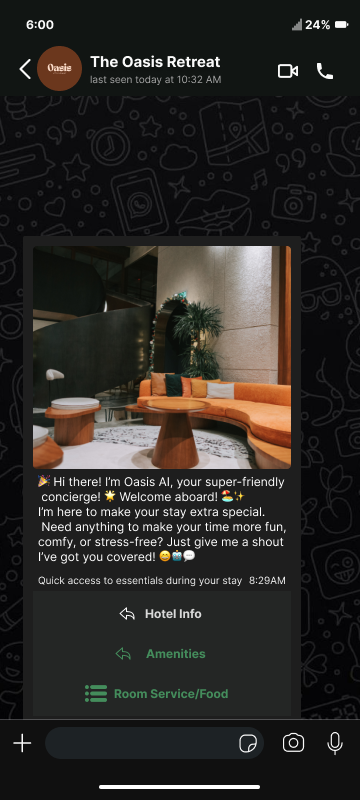 6:00
24%
Oasis
The Oasis Retreat
last seen today at 10:32 AM
🎉 Hi there! I’m Oasis AI, your super-friendly
concierge! 🌟 Welcome aboard! 🏖️✨
I’m here to make your stay extra special.
Need anything to make your time more fun,
comfy, or stress-free? Just give me a shout
I’ve got you covered! 😊🤖💬
Quick access to essentials during your stay 8:29AM
Hotel Info
Amenities
Room Service/Food